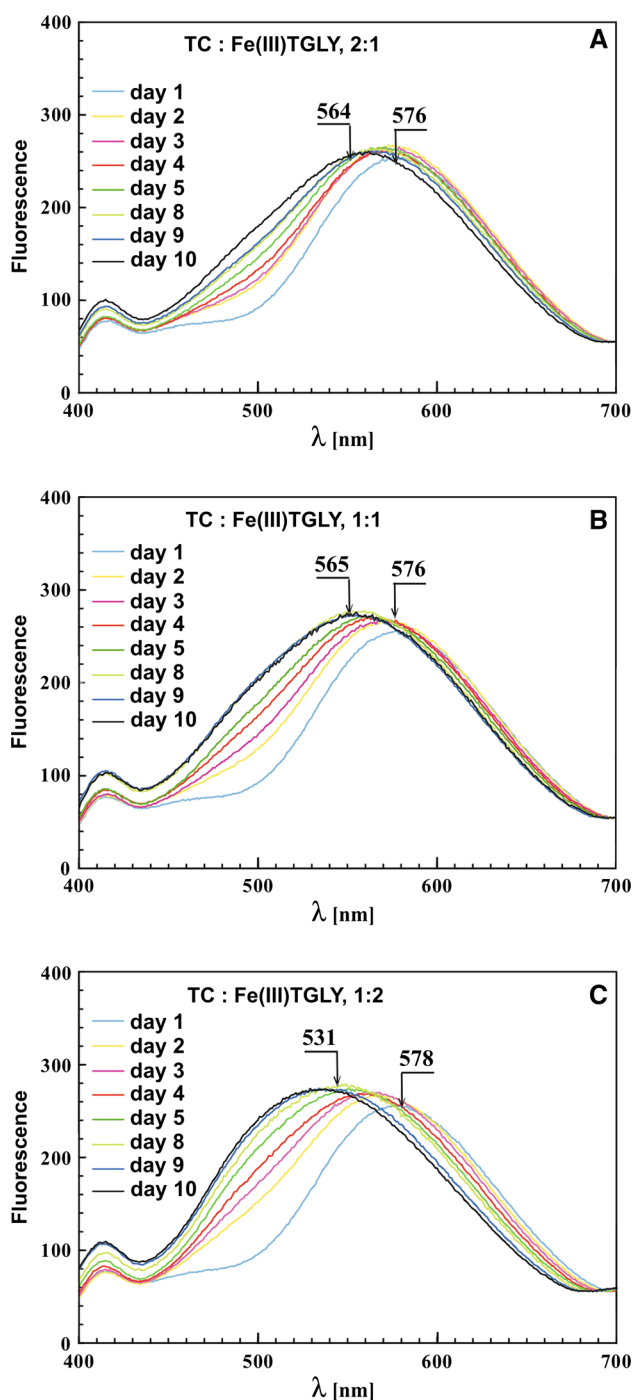 400
TC : Fe(III)TGLY, 2:1
A
day 1
day 2
day 3
day 4
day 5
day 8
day 9
day 10
564
576
300
200
100
0
Fluorescence
400
500
600
700
λ [nm]
400
TC : Fe(III)TGLY, 1:1
B
day 1
day 2
day 3
day 4
day 5
day 8
day 9
day 10
565
576
300
200
100
0
Fluorescence
400
500
600
700
λ [nm]
400
TC : Fe(III)TGLY, 1:2
C
day 1
day 2
day 3
day 4
day 5
day 8
day 9
day 10
531
578
300
200
100
0
Fluorescence
400
500
600
700
λ [nm]